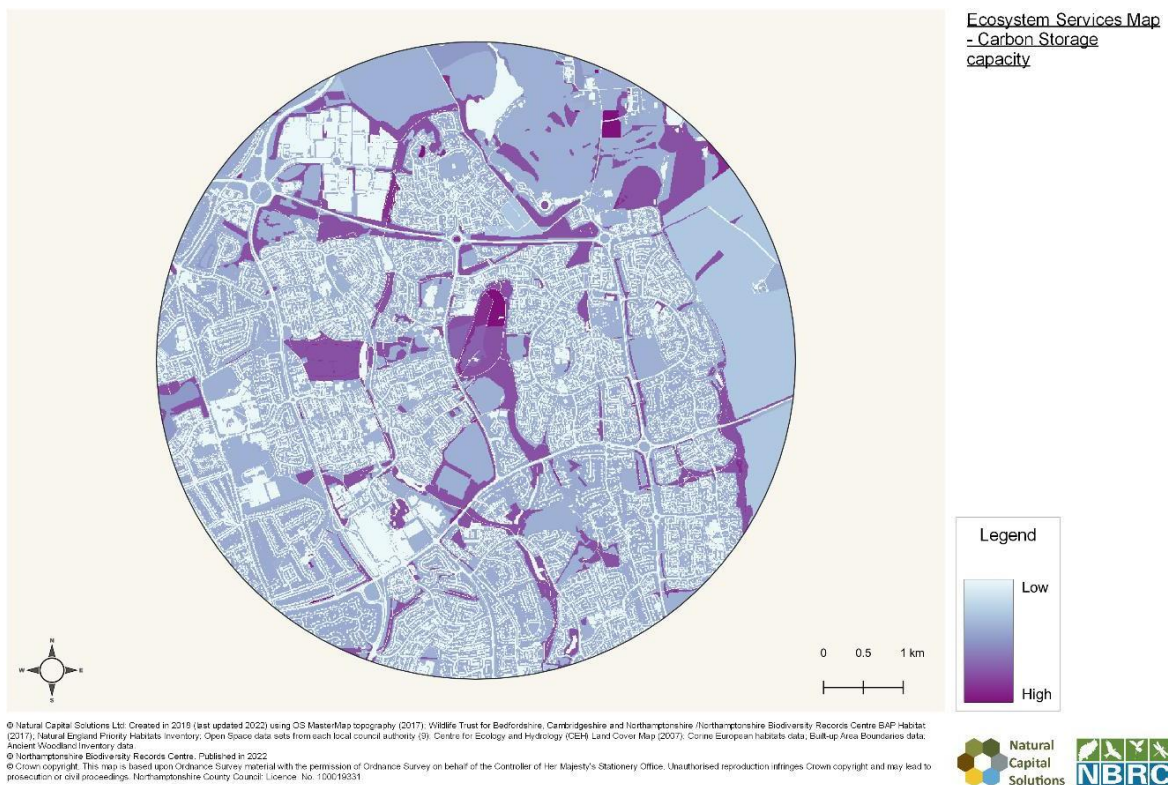 Ecosystem Services Map
- Carbon Storage
capacity
Legend
Low
High
N
W E
S
0 0.5 1 km
© Natural Capital Solutions Ltd: Created in 2018 (last updated 2022) using OS MasterMap topography (2017); Wildlife Trust for Bedfordshire, Cambridgeshire and Northamptonshire /Northamptonshire Biodiversity Records Centre BAP Habitat
(2017); Natural England Priority Habitats Inventory; Open Space data sets from each local council authority (9); Centre for Ecology and Hydrology (CEH) Land Cover Map (2007); Corine European habitats data; Built-up Area Boundaries data;
Ancient Woodland Inventory data.
© Northamptonshire Biodiversity Records Centre. Published in 2022
© Crown copyright. This map is based upon Ordnance Survey material with the permission of Ordnance Survey on behalf of the Controller of Her Majesty's Stationery Office. Unauthorised reproduction infringes Crown copyright and may lead to
prosecution or civil proceedings. Northamptonshire County Council: Licence No. 100019331
Natural
Capital
Solutions
NBRC